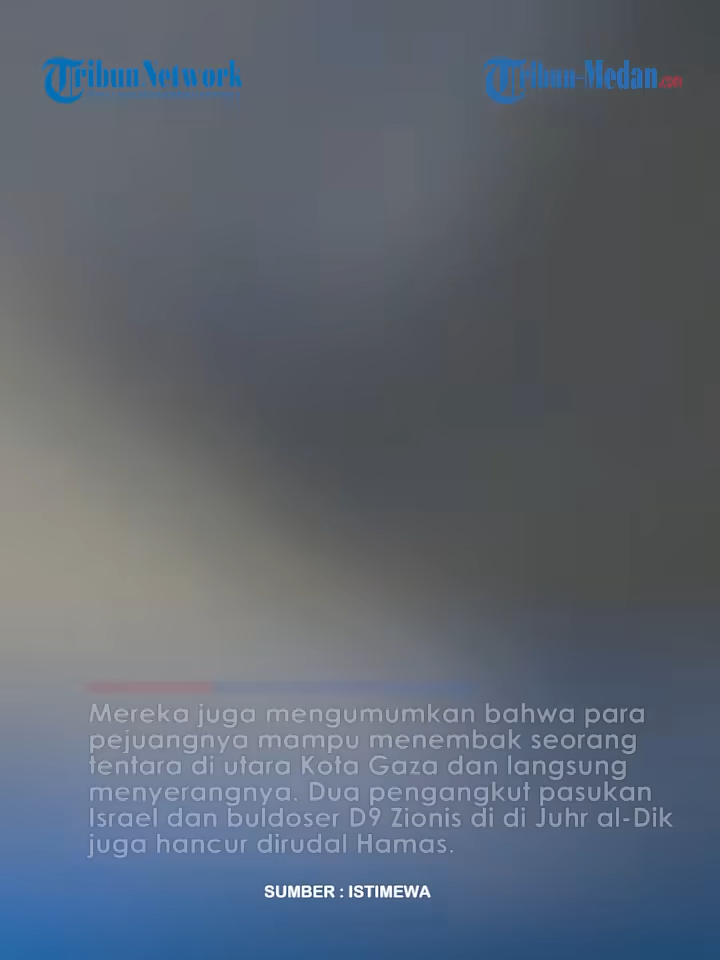 Tribun Network
Tribun-Medan.com
Mereka juga mengumumkan bahwa para
pejuangnya mampu menembak seorang
tentara di utara Kota Gaza dan langsung
menyerangnya. Dua pengangkut pasukan
Israel dan buldoser D9 Zionis di di Juhr al-Dik
juga hancur dirudal Hamas.
SUMBER : ISTIMEWA